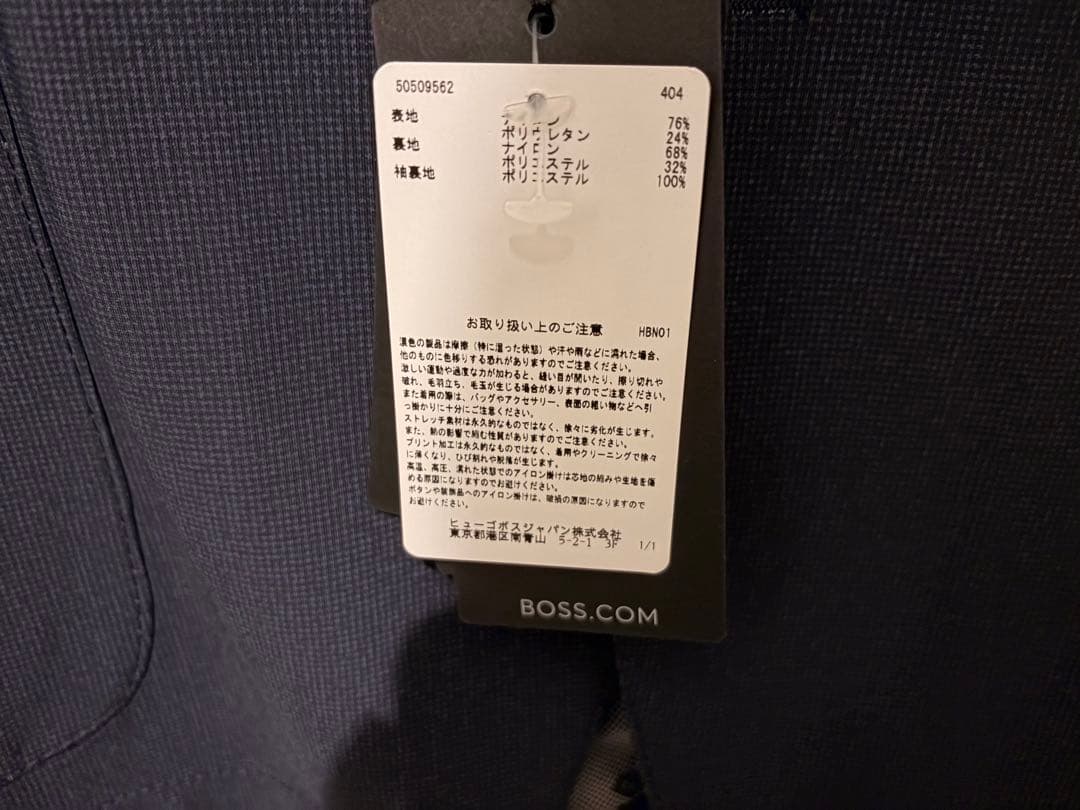 50509562 404
表地 76%
ポリウレタン 24%
裏地 ナイロン 68%
ポリエステル 32%
袖裏地 ポリエステル 100%
お取り扱い上のご注意 HBN01
濃色の製品は摩擦（特に湿った状態）や汗や雨などに濡れた場合、
他のものに色移りする恐れがありますのでご注意ください。
激しい運動や過度な力が加わると、縫い目が開いたり、擦り切れや
破れ、毛羽立ち、毛玉が生じる場合がありますのでご注意ください。
また着用の際は、バッグやアクセサリー、表面の粗い物などへ引
っ掛かりに十分にご注意ください。
ストレッチ素材は永久的なものではなく、徐々に劣化が生じます。
また、熱の影響で縮む性質がありますのでご注意ください。
プリント加工は永久的なものではなく、着用やクリーニングで徐々
に薄くなり、ひび割れや脱落が生じます。
高温、高圧、濡れた状態でのアイロン掛けは芯地の縮みや生地を傷
める原因になりますのでお避けください。
ボタンや装飾品へのアイロン掛けは、破損の原因になりますので
お避けください。
ヒューゴボスジャパン株式会社
東京都港区南青山 5-2-1 3F 1/1
BOSS.COM